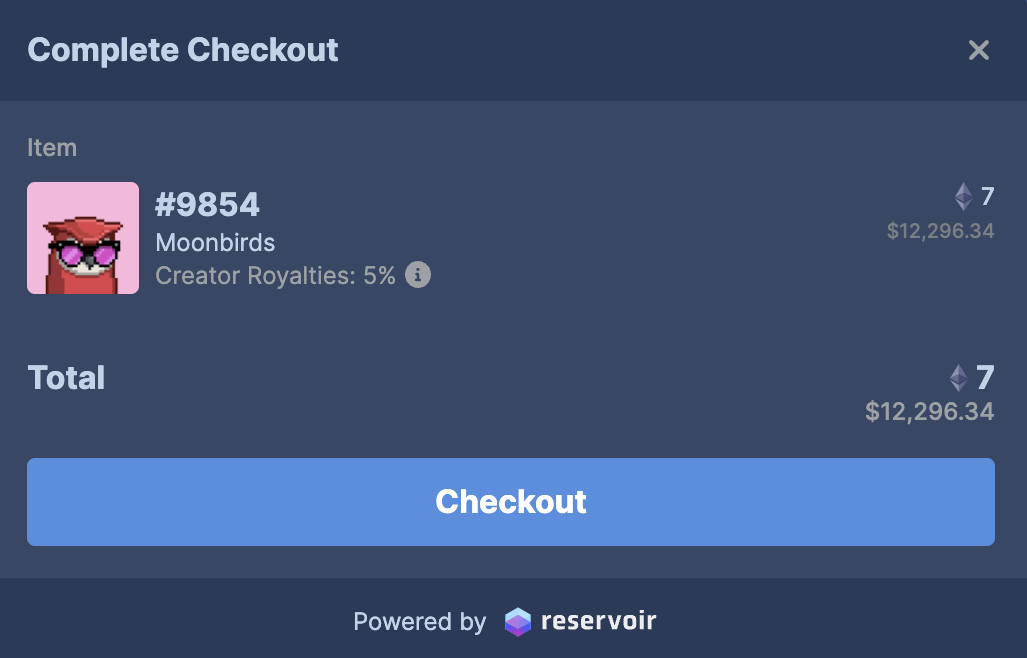 Complete Checkout
Item
#9854
7
Moonbirds
$12,296.34
Creator Royalties: 5%
Total
7
$12,296.34
Checkout
Powered by reservoir